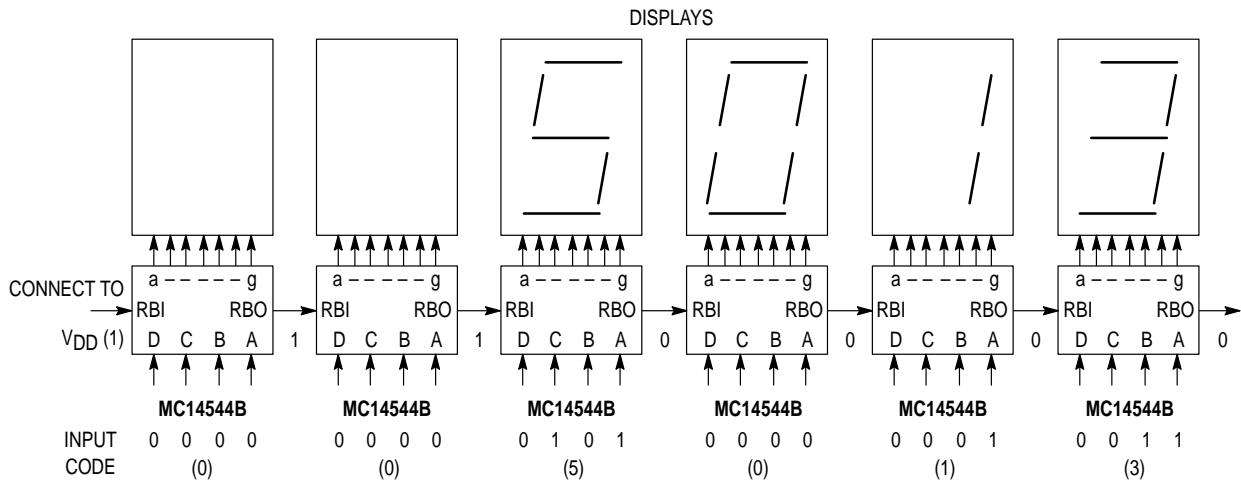 DISPLAYS
a – – – – – g a – – – – – g a – – – – – g a – – – – – g a – – – – – g a – – – – – g
CONNECT TO
RBI RBO RBI RBO RBI RBO RBI RBO RBI RBO RBI RBO
VDD (1) D C B A 1 D C B A 1 D C B A 0 D C B A 0 D C B A 0 D C B A 0
MC14544B MC14544B MC14544B MC14544B MC14544B MC14544B
INPUT 0 0 0 0 0 0 0 0 0 1 0 1 0 0 0 0 0 0 0 1 0 0 1 1
CODE (0) (0) (5) (0) (1) (3)